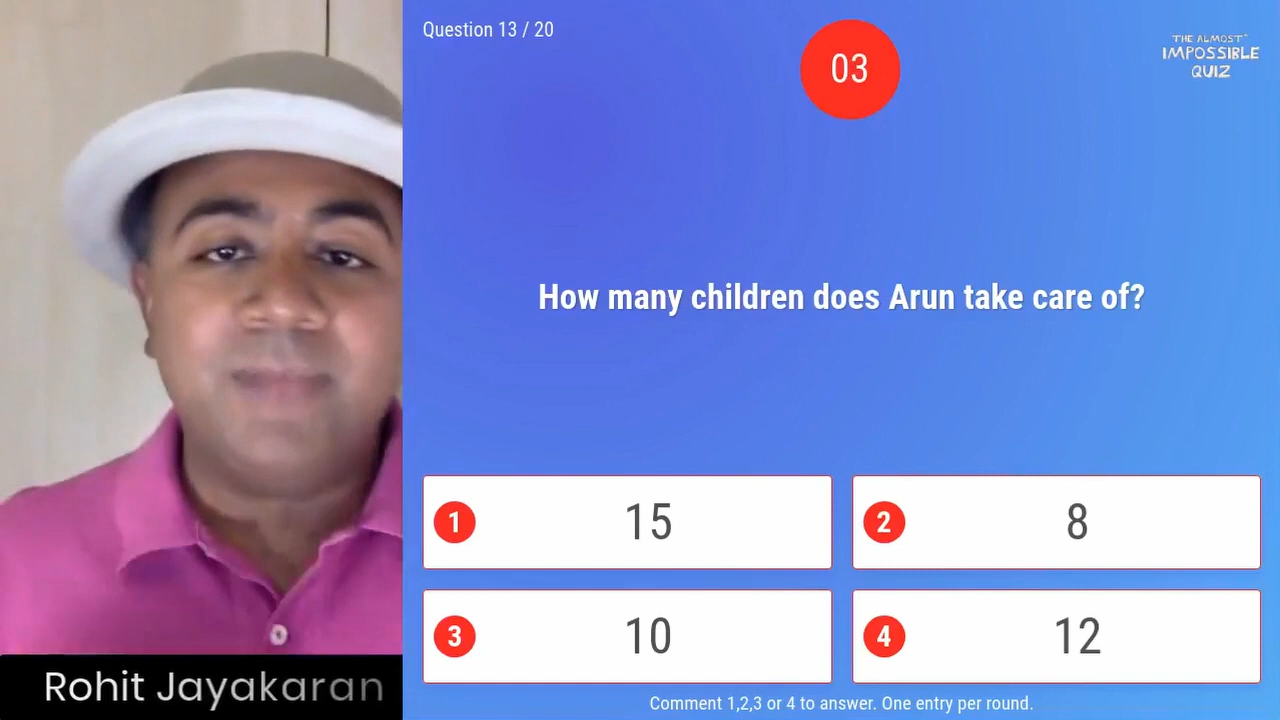 Question 13 / 20
03
THE ALMOST
IMPOSSIBLE
QUIZ
How many children does Arun take care of?
1 15
2 8
3 10
4 12
Comment 1,2,3 or 4 to answer. One entry per round.
Rohit Jayakaran